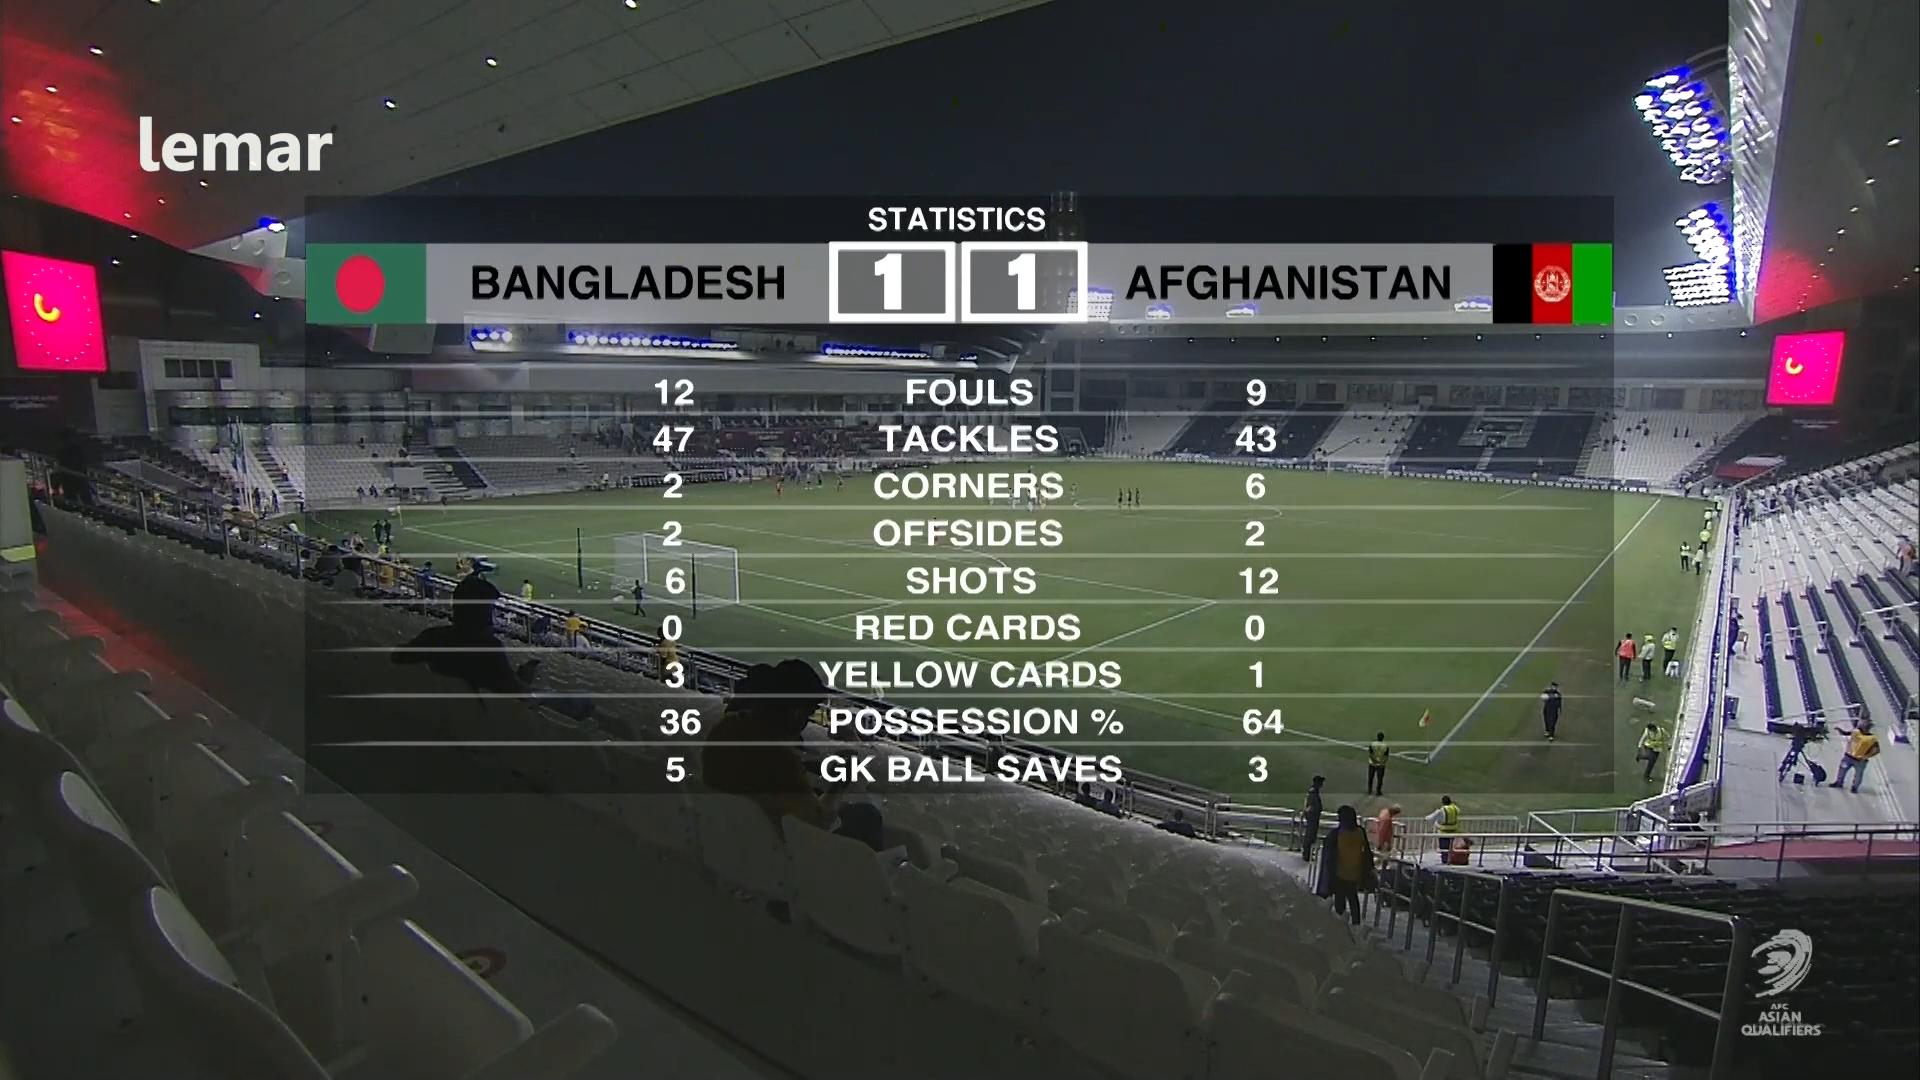 lemar
STATISTICS
BANGLADESH 1 1 AFGHANISTAN
12 FOULS 9
47 TACKLES 43
2 CORNERS 6
2 OFFSIDES 2
6 SHOTS 12
0 RED CARDS 0
3 YELLOW CARDS 1
36 POSSESSION % 64
5 GK BALL SAVES 3
AFC
ASIAN
QUALIFIERS